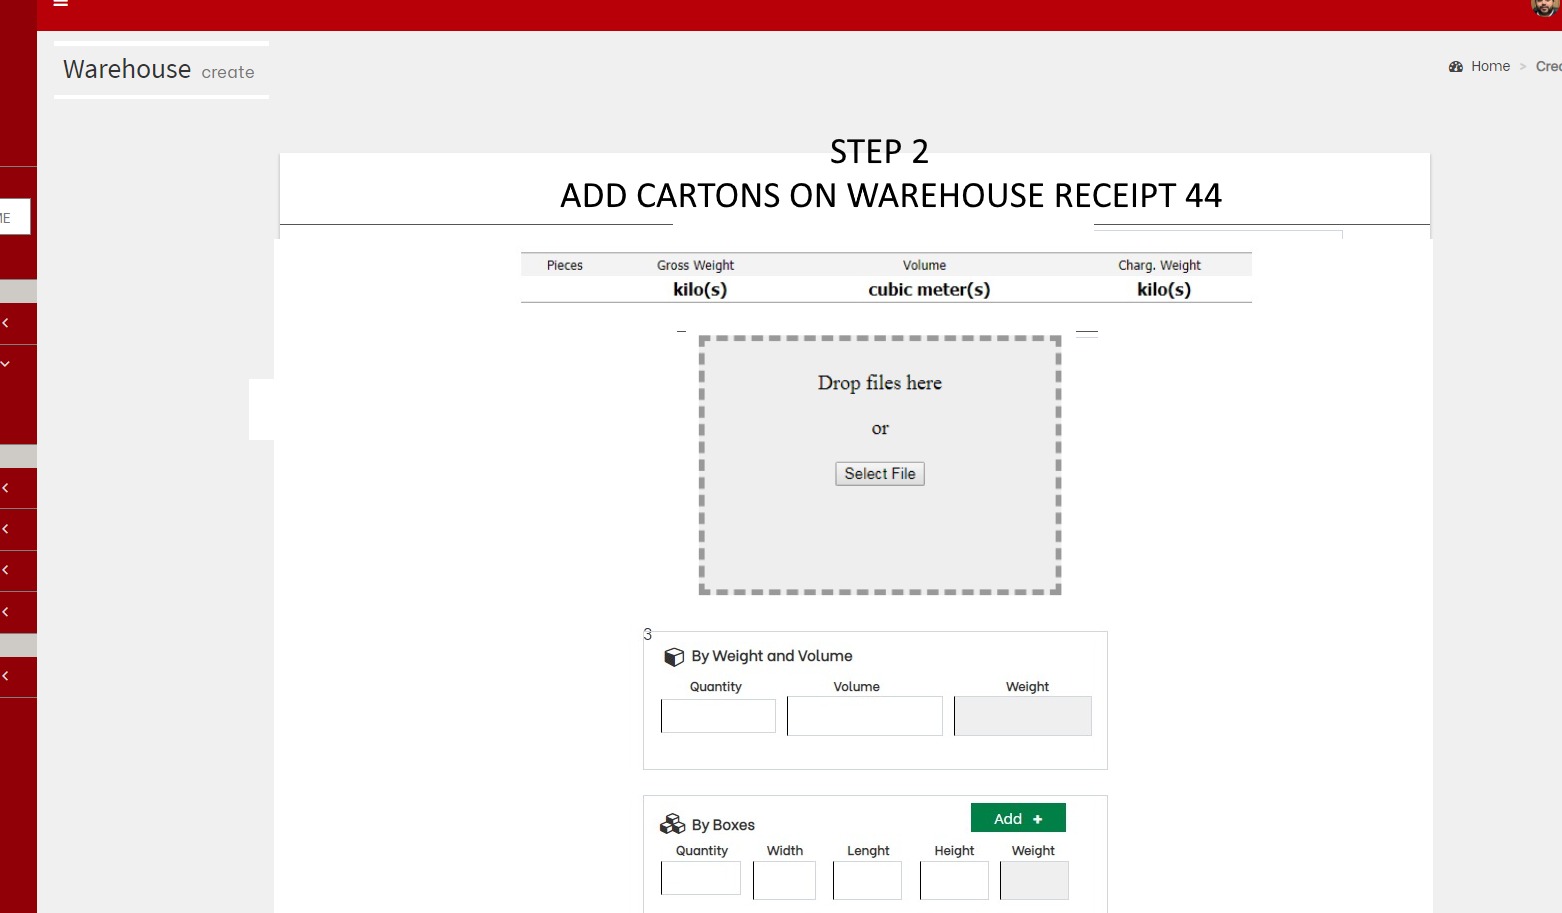 Warehouse create
Home > Crea
STEP 2
ADD CARTONS ON WAREHOUSE RECEIPT 44
ME
Pieces Gross Weight Volume Charg. Weight
kilo(s) cubic meter(s) kilo(s)
Drop files here
or
Select File
3
By Weight and Volume
Quantity Volume Weight
By Boxes Add +
Quantity Width Lenght Height Weight